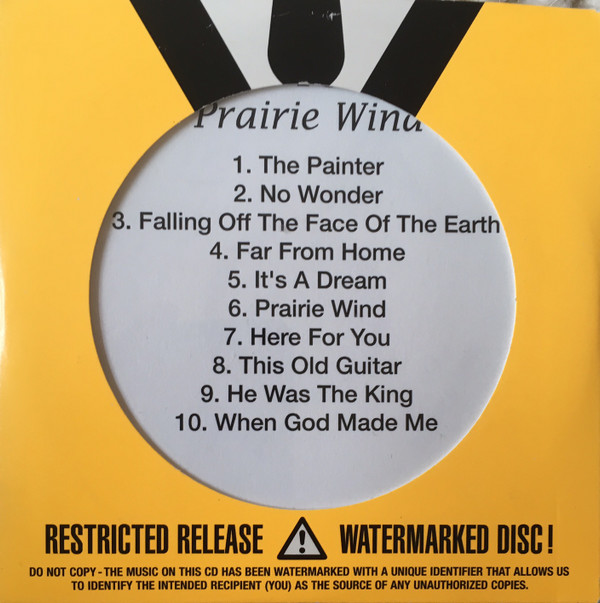 Prairie Wind
1. The Painter
2. No Wonder
3. Falling Off The Face Of The Earth
4. Far From Home
5. It's A Dream
6. Prairie Wind
7. Here For You
8. This Old Guitar
9. He Was The King
10. When God Made Me
RESTRICTED RELEASE WATERMARKED DISC!
DO NOT COPY - THE MUSIC ON THIS CD HAS BEEN WATERMARKED WITH A UNIQUE IDENTIFIER THAT ALLOWS US
TO IDENTIFY THE INTENDED RECIPIENT (YOU) AS THE SOURCE OF ANY UNAUTHORIZED COPIES.